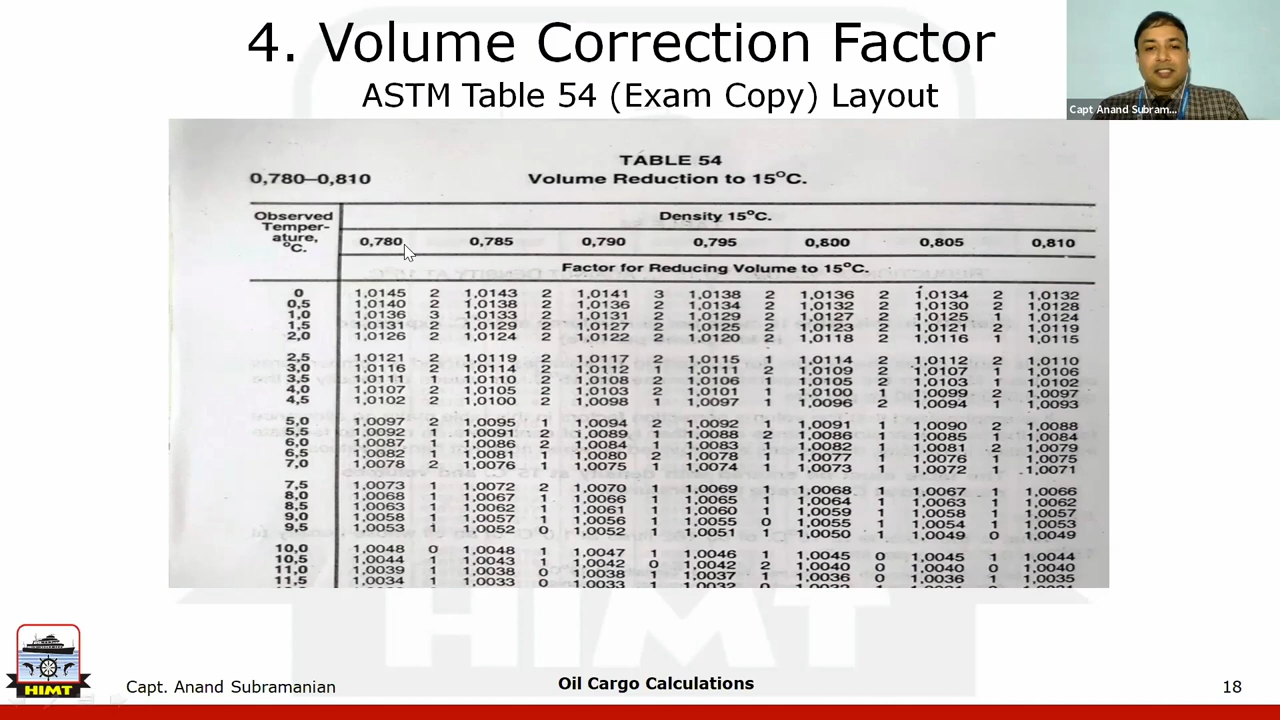 4. Volume Correction Factor
ASTM Table 54 (Exam Copy) Layout
Capt Anand Subram...
TABLE 54
0,780–0,810 Volume Reduction to 15°C.
Observed Temper-ature, °C. Density 15°C.
0,780 0,785 0,790 0,795 0,800 0,805 0,810
Factor for Reducing Volume to 15°C.
0 1,0145 2 1,0143 2 1,0141 3 1,0138 2 1,0136 2 1,0134 2 1,0132
0,5 1,0140 2 1,0138 2 1,0136 2 1,0134 2 1,0132 2 1,0130 2 1,0128
1,0 1,0136 3 1,0133 2 1,0131 2 1,0129 2 1,0127 2 1,0125 1 1,0124
1,5 1,0131 2 1,0129 2 1,0127 2 1,0125 2 1,0123 2 1,0121 2 1,0119
2,0 1,0126 2 1,0124 2 1,0122 2 1,0120 2 1,0118 2 1,0116 1 1,0115
2,5 1,0121 2 1,0119 2 1,0117 2 1,0115 1 1,0114 2 1,0112 2 1,0110
3,0 1,0116 2 1,0114 2 1,0112 1 1,0111 2 1,0109 2 1,0107 1 1,0106
3,5 1,0111 1 1,0110 2 1,0108 2 1,0106 1 1,0105 2 1,0103 1 1,0102
4,0 1,0107 2 1,0105 2 1,0103 2 1,0101 1 1,0100 1 1,0099 2 1,0097
4,5 1,0102 2 1,0100 2 1,0098 1 1,0097 1 1,0096 2 1,0094 1 1,0093
5,0 1,0097 2 1,0095 1 1,0094 2 1,0092 1 1,0091 1 1,0090 2 1,0088
5,5 1,0092 1 1,0091 2 1,0089 1 1,0088 2 1,0086 1 1,0085 1 1,0084
6,0 1,0087 1 1,0086 2 1,0084 1 1,0083 1 1,0082 1 1,0081 2 1,0079
6,5 1,0082 1 1,0081 1 1,0080 2 1,0078 1 1,0077 1 1,0076 1 1,0075
7,0 1,0078 2 1,0076 1 1,0075 1 1,0074 1 1,0073 1 1,0072 1 1,0071
7,5 1,0073 1 1,0072 2 1,0070 1 1,0069 1 1,0068 1 1,0067 1 1,0066
8,0 1,0068 1 1,0067 1 1,0066 1 1,0065 1 1,0064 1 1,0063 1 1,0062
8,5 1,0063 1 1,0062 1 1,0061 1 1,0060 1 1,0059 1 1,0058 1 1,0057
9,0 1,0058 1 1,0057 1 1,0056 1 1,0055 0 1,0055 1 1,0054 1 1,0053
9,5 1,0053 1 1,0052 0 1,0052 1 1,0051 1 1,0050 1 1,0049 0 1,0049
10,0 1,0048 0 1,0048 1 1,0047 1 1,0046 1 1,0045 0 1,0045 1 1,0044
10,5 1,0044 1 1,0043 1 1,0042 0 1,0042 2 1,0040 0 1,0040 0 1,0040
11,0 1,0039 1 1,0038 0 1,0038 1 1,0037 1 1,0036 0 1,0036 1 1,0035
11,5 1,0034 1 1,0033 0 1,0033 1 1,0032
HIMT
HIMT
Capt. Anand Subramanian
Oil Cargo Calculations
18